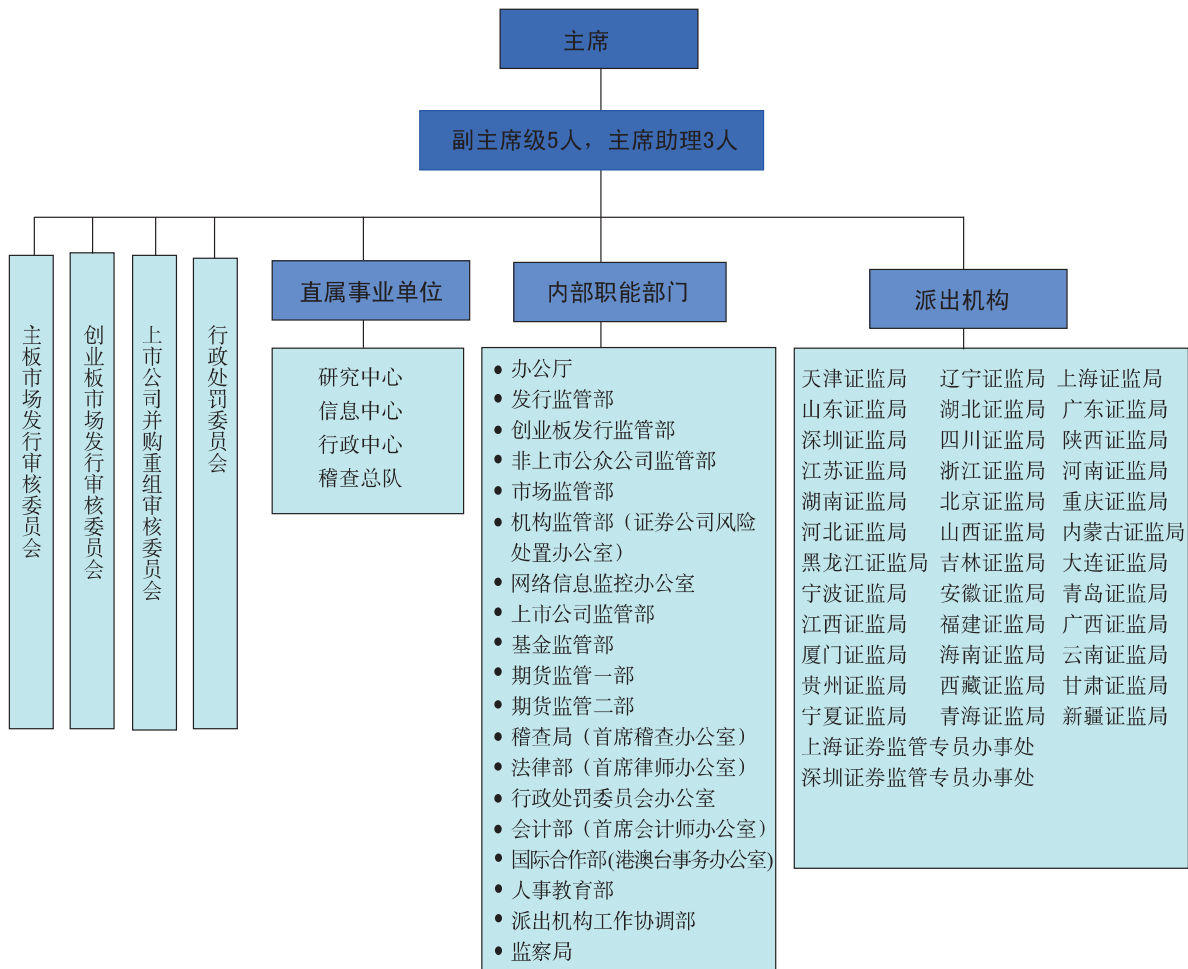 主席
副主席级5人，主席助理3人
主板市场发行审核委员会
创业板市场发行审核委员会
上市公司并购重组审核委员会
行政处罚委员会
直属事业单位
研究中心
信息中心
行政中心
稽查总队
内部职能部门
• 办公厅
• 发行监管部
• 创业板发行监管部
• 非上市公众公司监管部
• 市场监管部
• 机构监管部（证券公司风险
处置办公室）
• 网络信息监控办公室
• 上市公司监管部
• 基金监管部
• 期货监管一部
• 期货监管二部
• 稽查局（首席稽查办公室）
• 法律部（首席律师办公室）
• 行政处罚委员会办公室
• 会计部（首席会计师办公室）
• 国际合作部(港澳台事务办公室)
• 人事教育部
• 派出机构工作协调部
• 监察局
派出机构
天津证监局 辽宁证监局 上海证监局
山东证监局 湖北证监局 广东证监局
深圳证监局 四川证监局 陕西证监局
江苏证监局 浙江证监局 河南证监局
湖南证监局 北京证监局 重庆证监局
河北证监局 山西证监局 内蒙古证监局
黑龙江证监局 吉林证监局 大连证监局
宁波证监局 安徽证监局 青岛证监局
江西证监局 福建证监局 广西证监局
厦门证监局 海南证监局 云南证监局
贵州证监局 西藏证监局 甘肃证监局
宁夏证监局 青海证监局 新疆证监局
上海证券监管专员办事处
深圳证券监管专员办事处